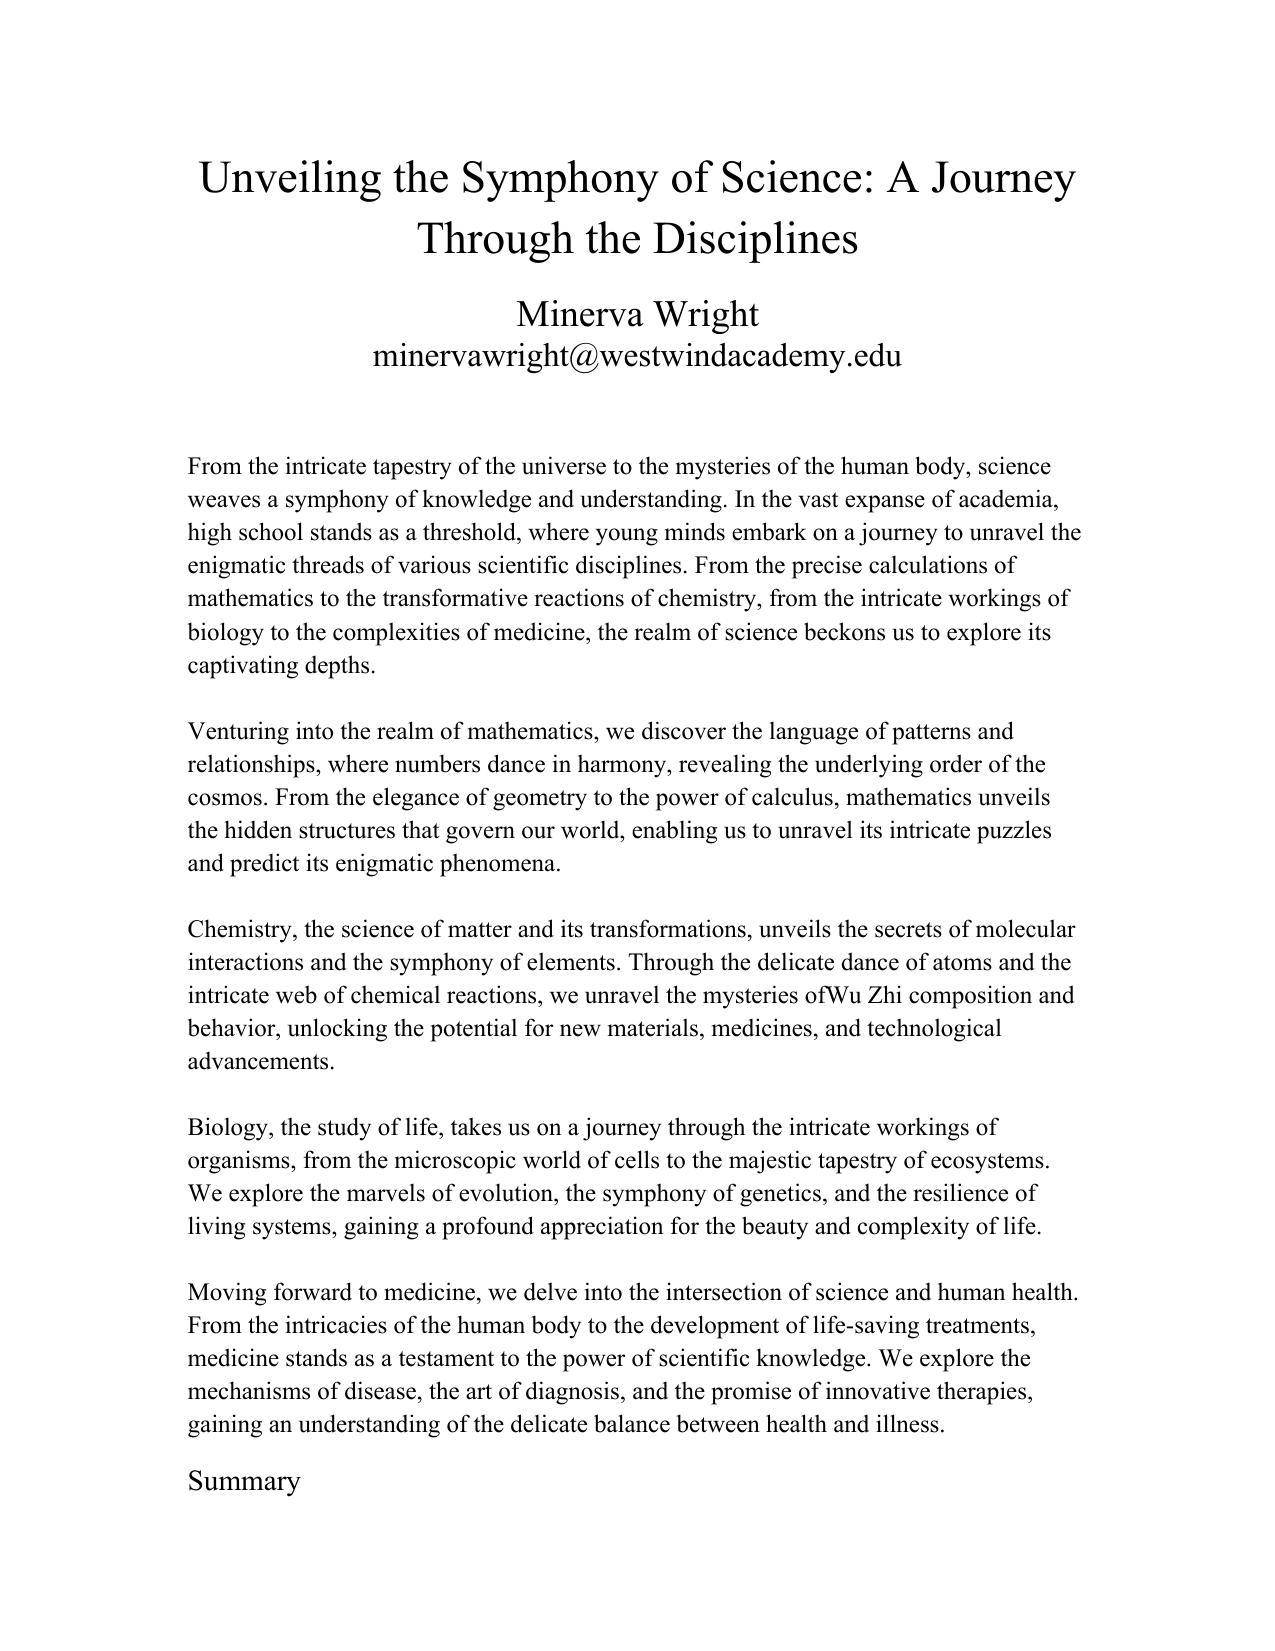 Unveiling the Symphony of Science: A Journey
Through the Disciplines
Minerva Wright
minervawright@westwindacademy.edu
From the intricate tapestry of the universe to the mysteries of the human body, science
weaves a symphony of knowledge and understanding. In the vast expanse of academia,
high school stands as a threshold, where young minds embark on a journey to unravel the
enigmatic threads of various scientific disciplines. From the precise calculations of
mathematics to the transformative reactions of chemistry, from the intricate workings of
biology to the complexities of medicine, the realm of science beckons us to explore its
captivating depths.
Venturing into the realm of mathematics, we discover the language of patterns and
relationships, where numbers dance in harmony, revealing the underlying order of the
cosmos. From the elegance of geometry to the power of calculus, mathematics unveils
the hidden structures that govern our world, enabling us to unravel its intricate puzzles
and predict its enigmatic phenomena.
Chemistry, the science of matter and its transformations, unveils the secrets of molecular
interactions and the symphony of elements. Through the delicate dance of atoms and the
intricate web of chemical reactions, we unravel the mysteries ofWu Zhi composition and
behavior, unlocking the potential for new materials, medicines, and technological
advancements.
Biology, the study of life, takes us on a journey through the intricate workings of
organisms, from the microscopic world of cells to the majestic tapestry of ecosystems.
We explore the marvels of evolution, the symphony of genetics, and the resilience of
living systems, gaining a profound appreciation for the beauty and complexity of life.
Moving forward to medicine, we delve into the intersection of science and human health.
From the intricacies of the human body to the development of life-saving treatments,
medicine stands as a testament to the power of scientific knowledge. We explore the
mechanisms of disease, the art of diagnosis, and the promise of innovative therapies,
gaining an understanding of the delicate balance between health and illness.
Summary